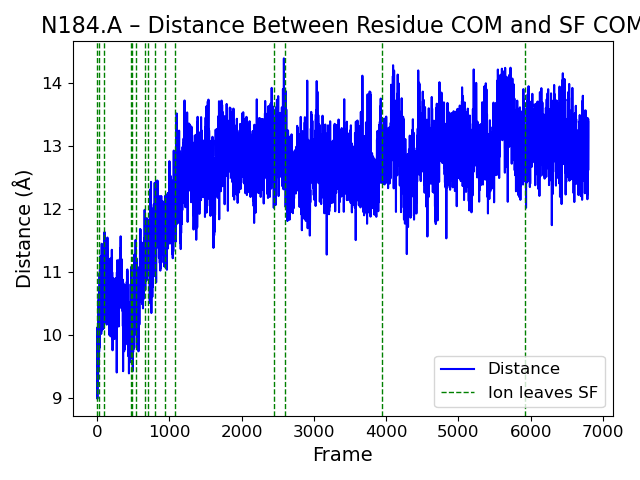 N184.A – Distance Between Residue COM and SF COM
14
13
12
11
10
9
Distance (Å)
Distance
Ion leaves SF
0 1000 2000 3000 4000 5000 6000 7000
Frame